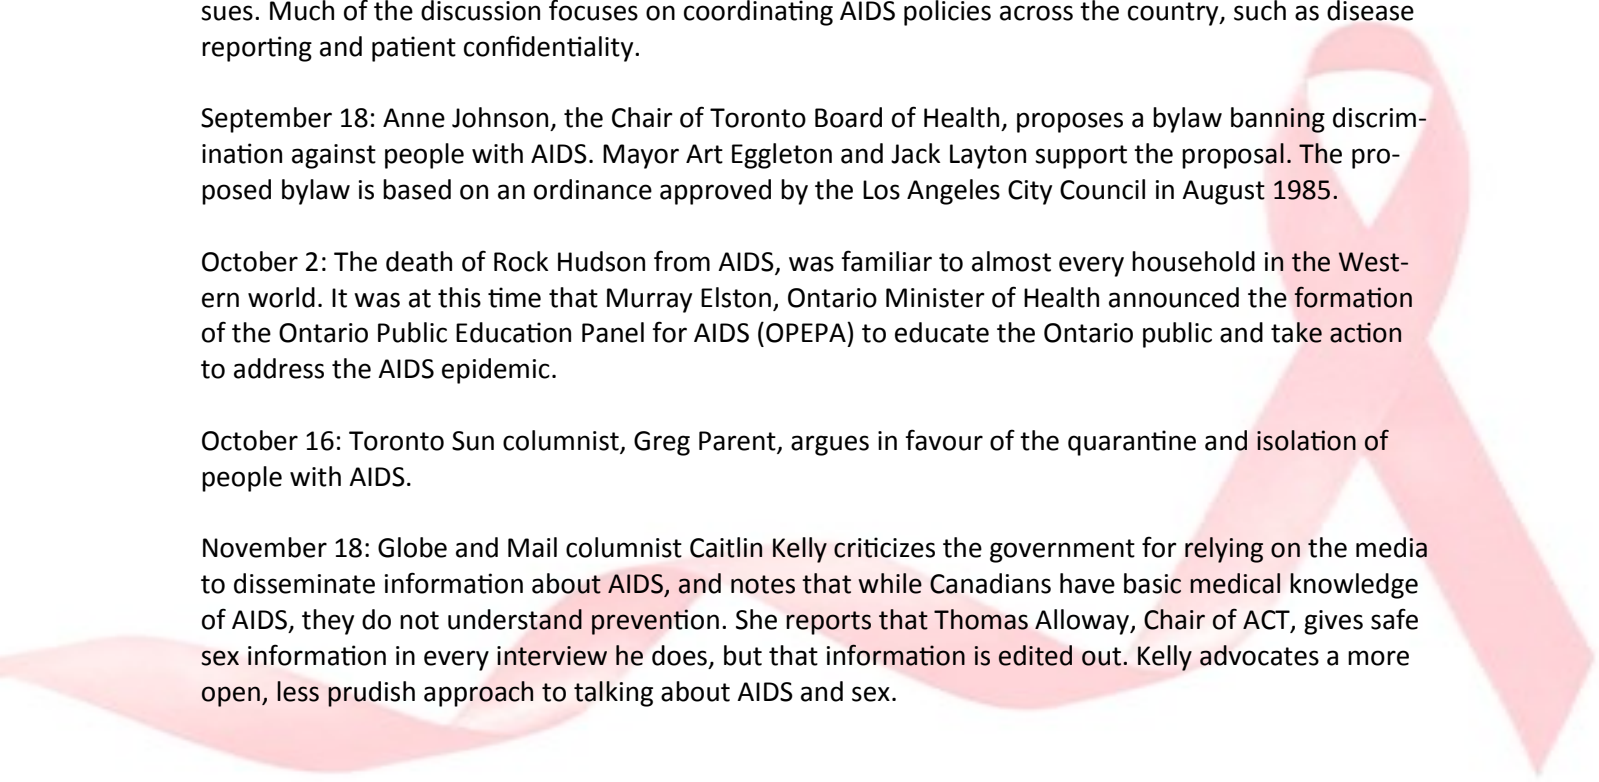 sues. Much of the discussion focuses on coordinating AIDS policies across the country, such as disease
reporting and patient confidentiality.
September 18: Anne Johnson, the Chair of Toronto Board of Health, proposes a bylaw banning discrim-
ination against people with AIDS. Mayor Art Eggleton and Jack Layton support the proposal. The pro-
posed bylaw is based on an ordinance approved by the Los Angeles City Council in August 1985.
October 2: The death of Rock Hudson from AIDS, was familiar to almost every household in the West-
ern world. It was at this time that Murray Elston, Ontario Minister of Health announced the formation
of the Ontario Public Education Panel for AIDS (OPEPA) to educate the Ontario public and take action
to address the AIDS epidemic.
October 16: Toronto Sun columnist, Greg Parent, argues in favour of the quarantine and isolation of
people with AIDS.
November 18: Globe and Mail columnist Caitlin Kelly criticizes the government for relying on the media
to disseminate information about AIDS, and notes that while Canadians have basic medical knowledge
of AIDS, they do not understand prevention. She reports that Thomas Alloway, Chair of ACT, gives safe
sex information in every interview he does, but that information is edited out. Kelly advocates a more
open, less prudish approach to talking about AIDS and sex.